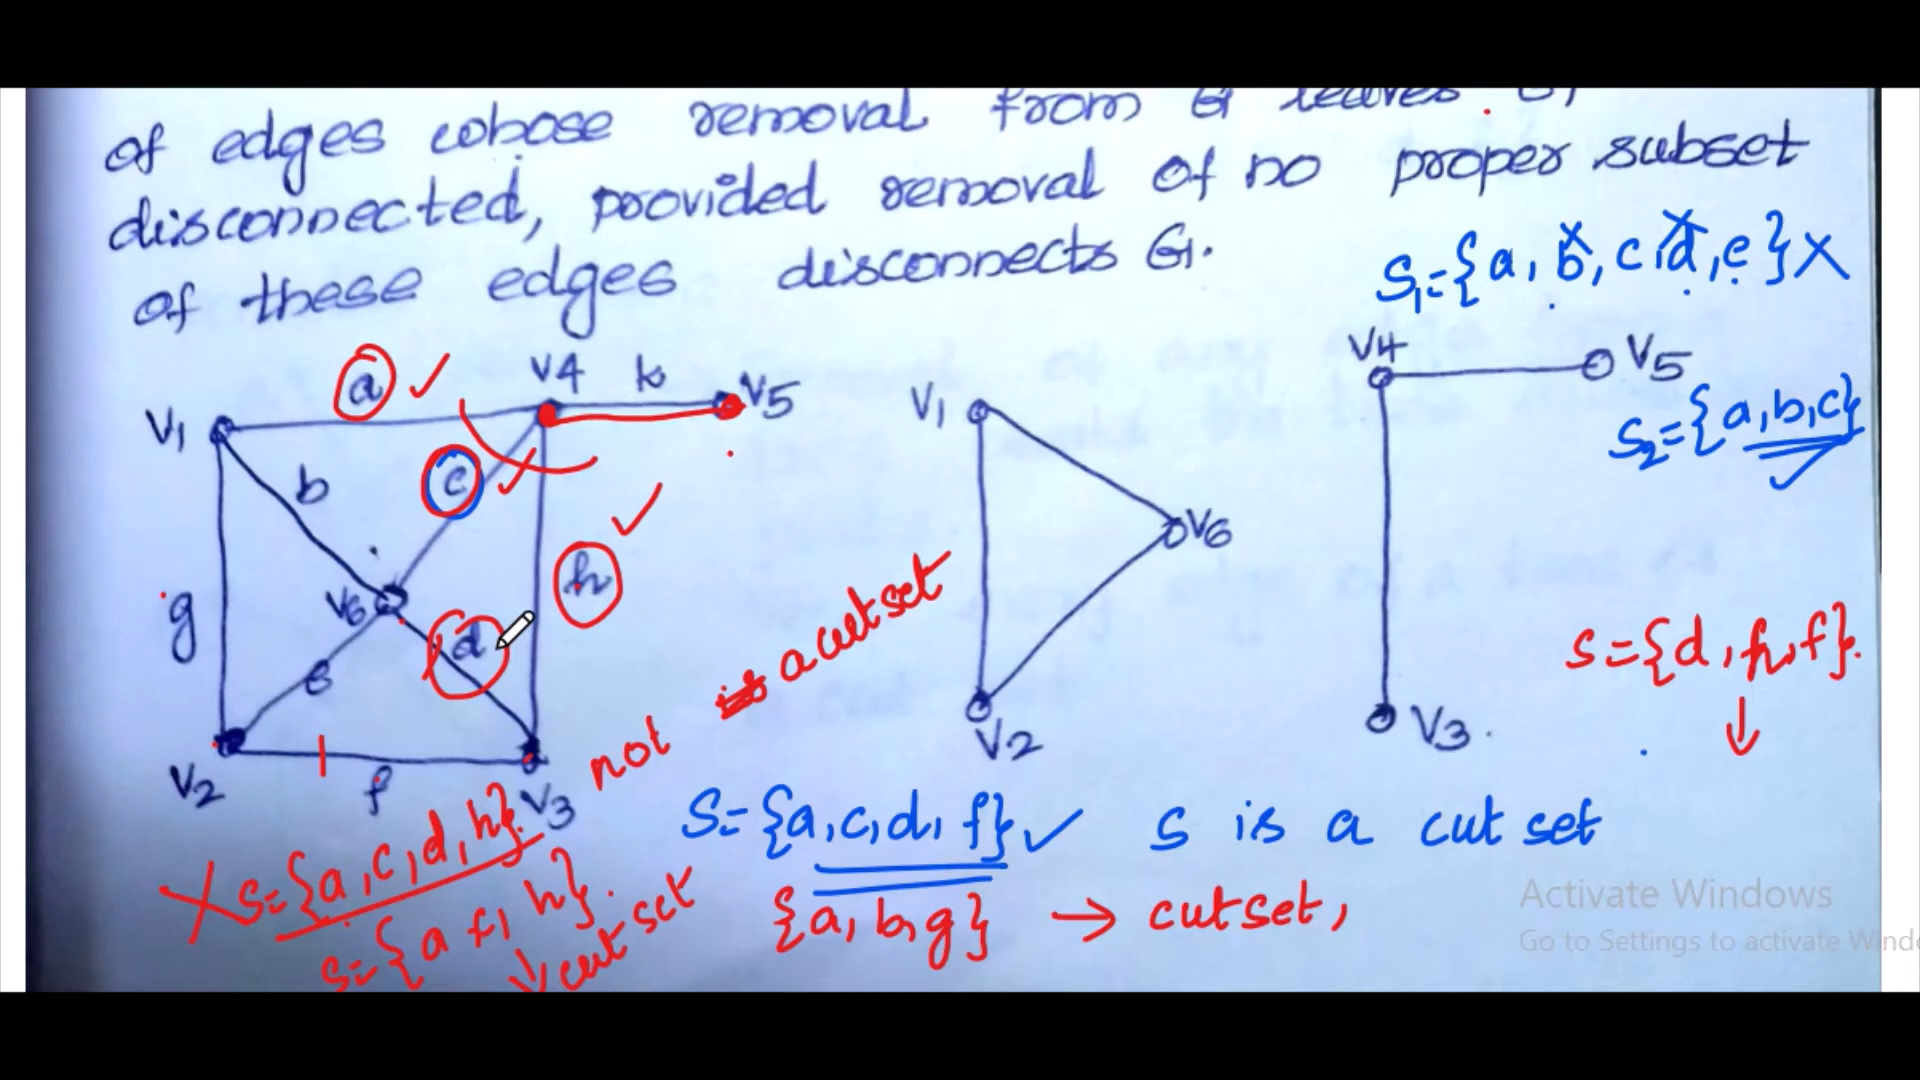 of edges whose removal from G leaves G
disconnected, provided removal of no proper subset
of these edges disconnects G.
S₁={a, b, c, d, e} X
S₂={a, b, c} ✓
a ✓
V4
k
V5
V1
b
c ✓
h ✓
g
V6
d
e
V2
f
V3
V1
V6
V2
V4
V5
V3
not is a cutset
S={d, h, f}.
↓
X S={a, c, d, h}
S={a, c, h}.
↓ cut set
S={a, c, d, f} ✓ S is a cut set
{a, b, g} → cutset,
Activate Windows
Go to Settings to activate Windo